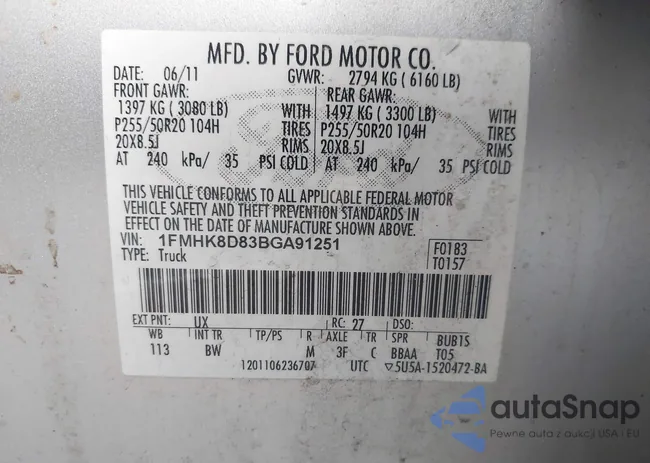 MFD. BY FORD MOTOR CO.
DATE: 06/11 GVWR: 2794 KG ( 6160 LB)
FRONT GAWR: REAR GAWR:
1397 KG ( 3080 LB) WITH 1497 KG ( 3300 LB) WITH
P255/50R20 104H TIRES P255/50R20 104H TIRES
20X8.5J RIMS 20X8.5J RIMS
AT 240 kPa/ 35 PSI COLD AT 240 kPa/ 35 PSI COLD
THIS VEHICLE CONFORMS TO ALL APPLICABLE FEDERAL MOTOR
VEHICLE SAFETY AND THEFT PREVENTION STANDARDS IN
EFFECT ON THE DATE OF MANUFACTURE SHOWN ABOVE.
VIN: 1FMHK8D83BGA91251 F0183
TYPE: Truck T0157
EXT PNT: UX RC: 27 DSO:
WB INT TR TP/PS R AXLE TR SPR BUB1S
113 BW M 3F C BBAA T05
1201106236707 UTC ▽5U5A-1520472-BA
autaSnap
Pewne auta z aukcji USA - EU